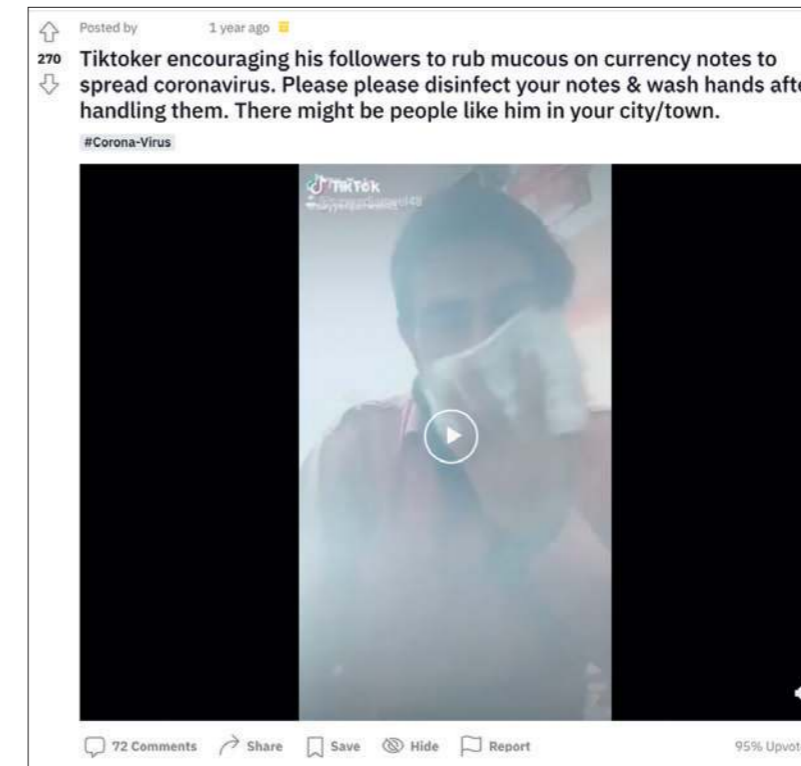 Posted by 1 year ago
270
Tiktoker encouraging his followers to rub mucous on currency notes to
spread coronavirus. Please please disinfect your notes & wash hands afte
handling them. There might be people like him in your city/town.
#Corona-Virus
TikTok
72 Comments Share Save Hide Report 95% Upvot